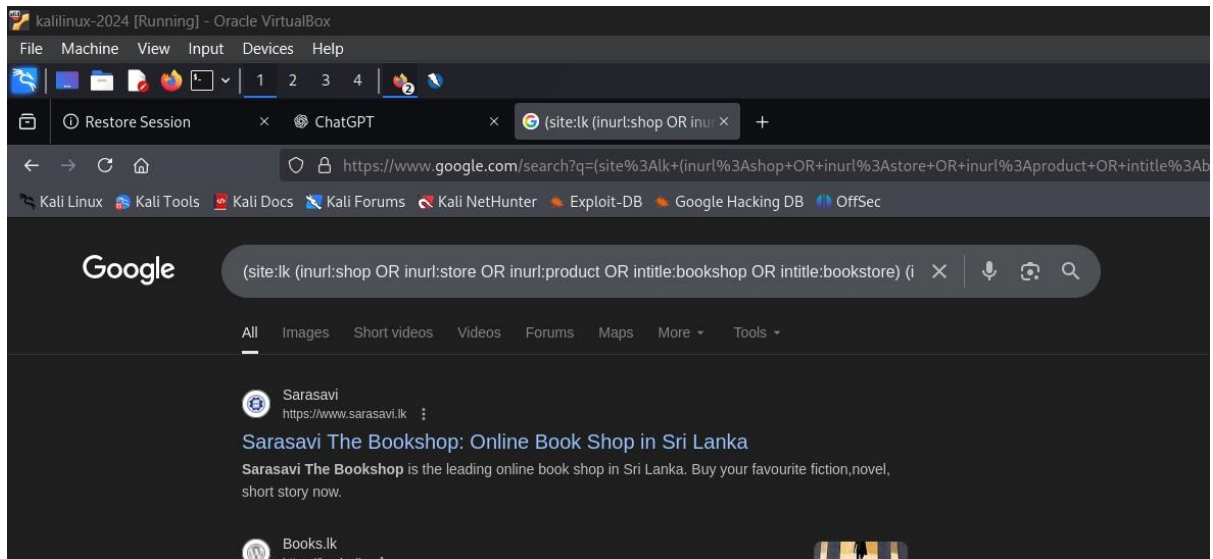 kalilinux-2024 [Running] - Oracle VirtualBox
File Machine View Input Devices Help
1 2 3 4 2
Restore Session ChatGPT (site:lk (inurl:shop OR inu
https://www.google.com/search?q=(site%3Alk+(inurl%3Ashop+OR+inurl%3Astore+OR+inurl%3Aproduct+OR+intitle%3Ab
Kali Linux Kali Tools Kali Docs Kali Forums Kali NetHunter Exploit-DB Google Hacking DB OffSec
Google (site:lk (inurl:shop OR inurl:store OR inurl:product OR intitle:bookshop OR intitle:bookstore) (i
All Images Short videos Videos Forums Maps More Tools
Sarasavi
https://www.sarasavi.lk
Sarasavi The Bookshop: Online Book Shop in Sri Lanka
Sarasavi The Bookshop is the leading online book shop in Sri Lanka. Buy your favourite fiction,novel,
short story now.
Books.lk